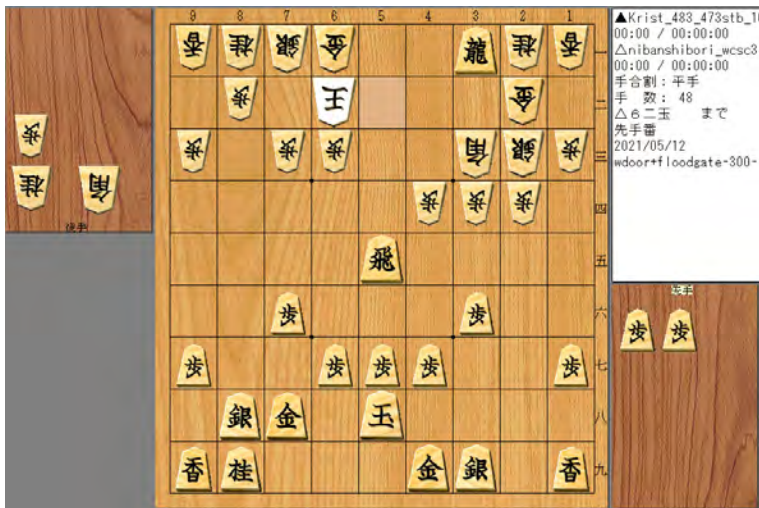 9 8 7 6 5 4 3 2 1
香 桂 銀 金 龍 桂 香 一
歩 王 金 二
歩 歩 歩 角 銀 歩 三
歩 歩 歩 四
飛 五
歩 歩 六
歩 歩 歩 歩 歩 七
銀 金 王 八
香 桂 金 銀 香 九
歩
桂 角
後手
▲Krist_483_473stb_10
00:00 / 00:00:00
△nibanshibori_wcsc3
00:00 / 00:00:00
手合割：平手
手 数： 48
△６二玉 まで
先手番
2021/05/12
wdoor+floodgate-300-
先手
歩 歩